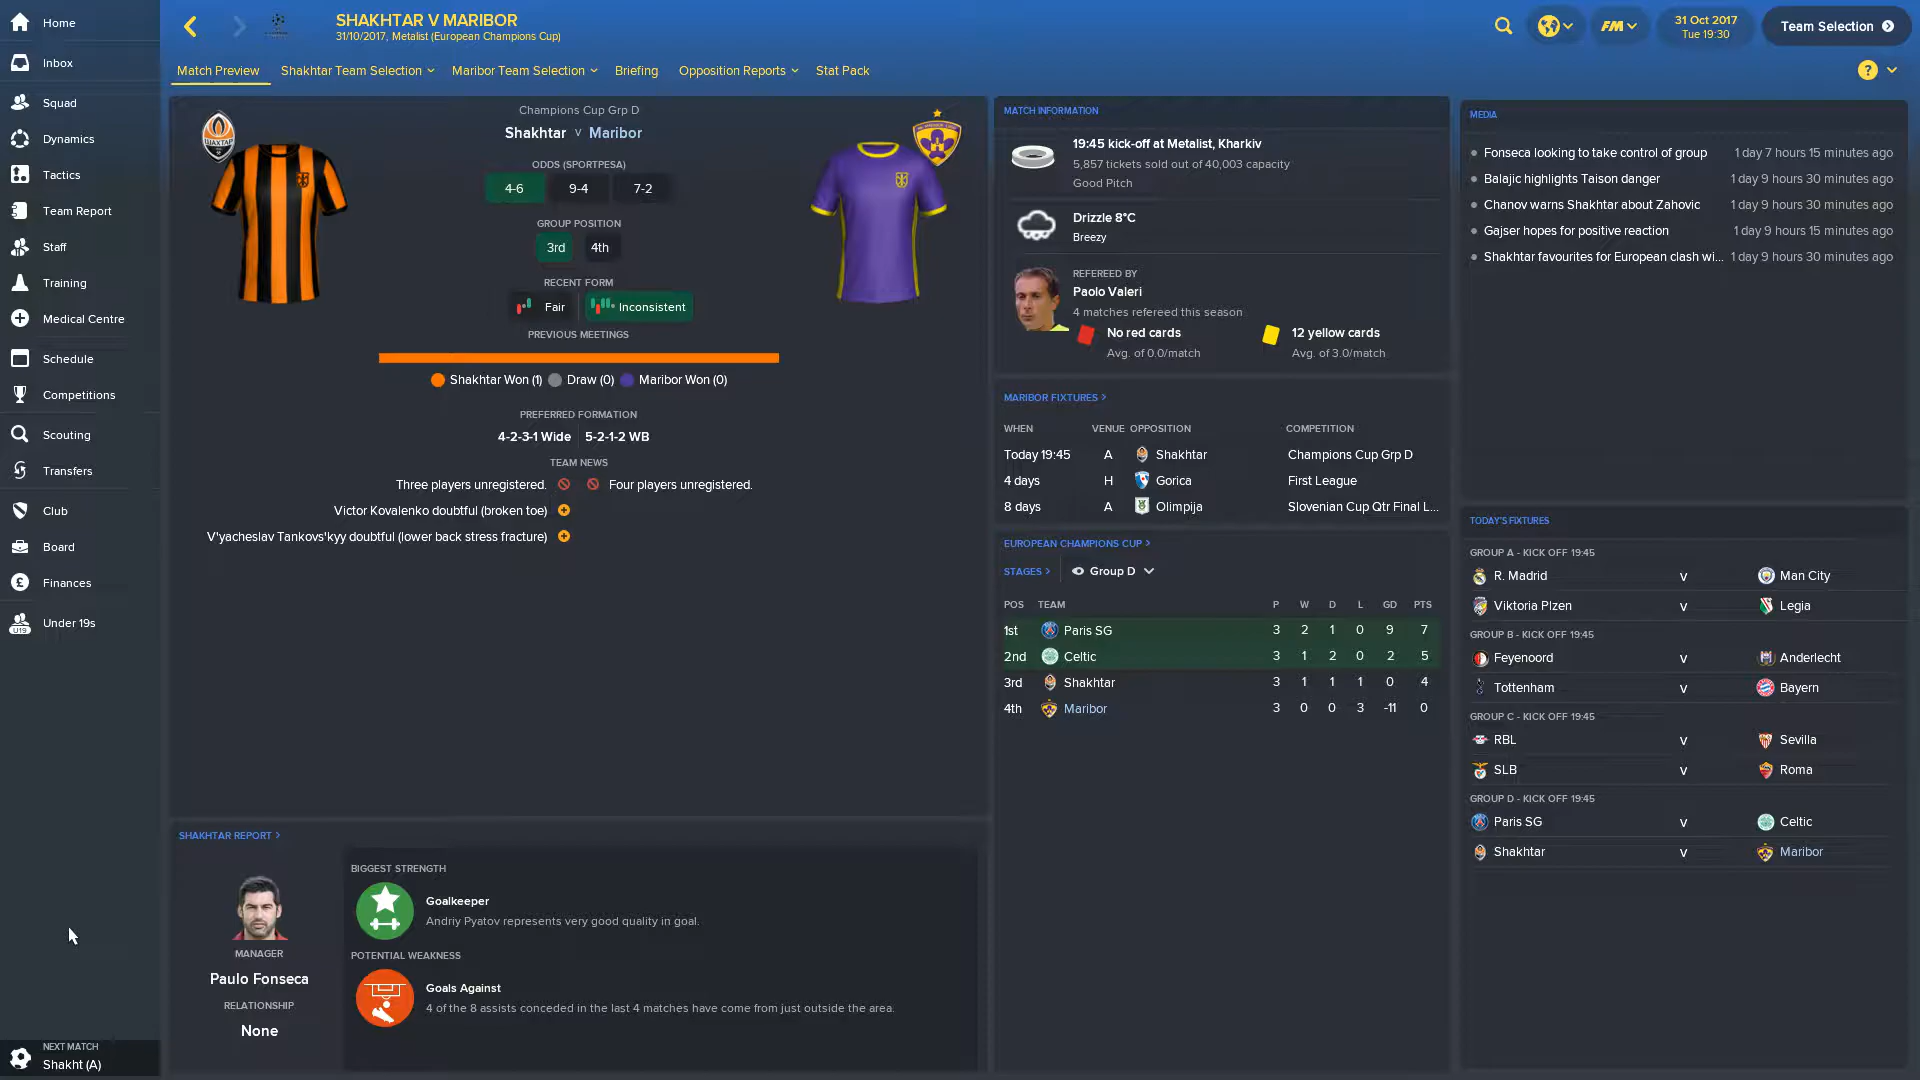 Home
Inbox
Squad
Dynamics
Tactics
Team Report
Staff
Training
Medical Centre
Schedule
Competitions
Scouting
Transfers
Club
Board
Finances
U19
Under 19s
NEXT MATCH
Shakht (A)
SHAKHTAR V MARIBOR
31/10/2017, Metalist (European Champions Cup)
FM
31 Oct 2017
Tue 19:30
Team Selection
Match Preview
Shakhtar Team Selection
Maribor Team Selection
Briefing
Opposition Reports
Stat Pack
?
Champions Cup Grp D
Shakhtar v Maribor
ODDS (SPORTPESA)
4-6 9-4 7-2
GROUP POSITION
3rd 4th
RECENT FORM
Fair Inconsistent
PREVIOUS MEETINGS
Shakhtar Won (1) Draw (0) Maribor Won (0)
PREFERRED FORMATION
4-2-3-1 Wide 5-2-1-2 WB
TEAM NEWS
Three players unregistered. Four players unregistered.
Victor Kovalenko doubtful (broken toe)
V'yacheslav Tankovs'kyy doubtful (lower back stress fracture)
SHAKHTAR REPORT >
MANAGER
Paulo Fonseca
RELATIONSHIP
None
BIGGEST STRENGTH
Goalkeeper
Andriy Pyatov represents very good quality in goal.
POTENTIAL WEAKNESS
Goals Against
4 of the 8 assists conceded in the last 4 matches have come from just outside the area.
MATCH INFORMATION
19:45 kick-off at Metalist, Kharkiv
5,857 tickets sold out of 40,003 capacity
Good Pitch
Drizzle 8°C
Breezy
REFEREED BY
Paolo Valeri
4 matches refereed this season
No red cards 12 yellow cards
Avg. of 0.0/match Avg. of 3.0/match
MARIBOR FIXTURES >
WHEN VENUE OPPOSITION COMPETITION
Today 19:45 A Shakhtar Champions Cup Grp D
4 days H Gorica First League
8 days A Olimpija Slovenian Cup Qtr Final L...
EUROPEAN CHAMPIONS CUP >
STAGES > Group D
POS TEAM P W D L GD PTS
1st Paris SG 3 2 1 0 9 7
2nd Celtic 3 1 2 0 2 5
3rd Shakhtar 3 1 1 1 0 4
4th Maribor 3 0 0 3 -11 0
MEDIA
Fonseca looking to take control of group 1 day 7 hours 15 minutes ago
Balajic highlights Taison danger 1 day 9 hours 30 minutes ago
Chanov warns Shakhtar about Zahovic 1 day 9 hours 30 minutes ago
Gajser hopes for positive reaction 1 day 9 hours 15 minutes ago
Shakhtar favourites for European clash wi... 1 day 9 hours 30 minutes ago
TODAY'S FIXTURES
GROUP A - KICK OFF 19:45
R. Madrid v Man City
Viktoria Plzen v Legia
GROUP B - KICK OFF 19:45
Feyenoord v Anderlecht
Tottenham v Bayern
GROUP C - KICK OFF 19:45
RBL v Sevilla
SLB v Roma
GROUP D - KICK OFF 19:45
Paris SG v Celtic
Shakhtar v Maribor